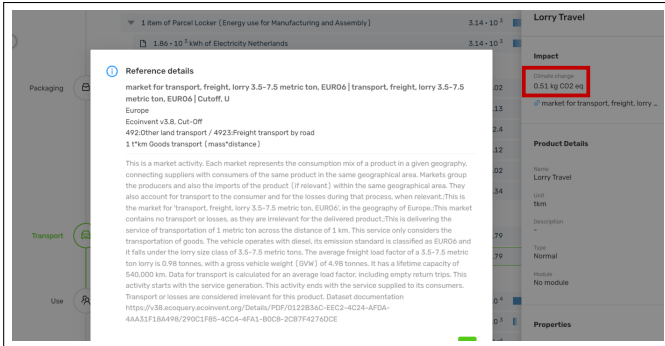 1 Item of Parcel Locker (Energy use for Manufacturing and Assembly) 3.14 • 10 3
1.86 • 10 3 kWh of Electricity Netherlands 3.14 • 10 3
Lorry Travel
Impact
Climate change
0.51 kg CO2 eq
market for transport, freight, lorry ...
Product Details
Name
Lorry Travel
Unit
tkm
Description
-
Type
Normal
Module
No module
Properties
Packaging
Transport
Use
.02
.13
2.4
.12
.02
.34
.79
.79
0 4
0 3
Reference details
market for transport, freight, lorry 3.5-7.5 metric ton, EURO6 | transport, freight, lorry 3.5-7.5
metric ton, EURO6 | Cutoff, U
Europe
Ecoinvent v3.8, Cut-Off
492:Other land transport / 4923:Freight transport by road
1 t*km Goods transport (mass*distance)
This is a market activity. Each market represents the consumption mix of a product in a given geography,
connecting suppliers with consumers of the same product in the same geographical area. Markets group
the producers and also the imports of the product (if relevant) within the same geographical area. They
also account for transport to the consumer and for the losses during that process, when relevant.;This is
the market for 'transport, freight, lorry 3.5-7.5 metric ton, EURO6', in the geography of Europe.;This market
contains no transport or losses, as they are irrelevant for the delivered product.;This is delivering the
service of transportation of 1 metric ton across the distance of 1 km. This service only considers the
transportation of goods. The vehicle operates with diesel, its emission standard is classified as EURO6 and
it falls under the lorry size class of 3.5-7.5 metric tons. The average freight load factor of a 3.5-7.5 metric
ton lorry is 0.98 tonnes, with a gross vehicle weight (GVW) of 4.98 tonnes. It has a lifetime capacity of
540,000 km. Data for transport is calculated for an average load factor, including empty return trips. This
activity starts with the service generation. This activity ends with the service supplied to its consumers.
Transport or losses are considered irrelevant for this product. Dataset documentation
https://v38.ecoquery.ecoinvent.org/Details/PDF/0122B36C-EEC2-4C24-AFDA-
4AA31F18A498/290C1F85-4CC4-4FA1-B0C8-2CB7F4276DCE